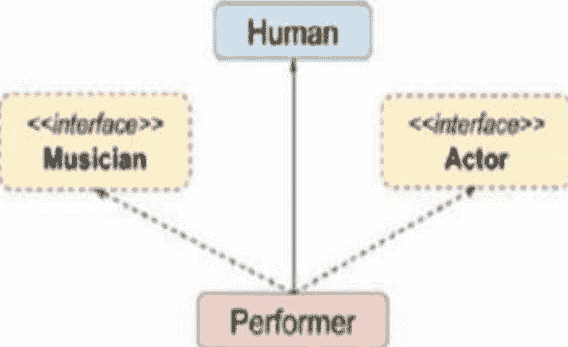 Human
<<interface>>
Musician
<<interface>>
Actor
Performer